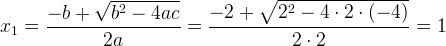 x_1 = \frac{-b + \sqrt{b^2 - 4ac}}{2a} = \frac{-2 + \sqrt{2^2 - 4 \cdot 2 \cdot (-4)}}{2 \cdot 2} = 1